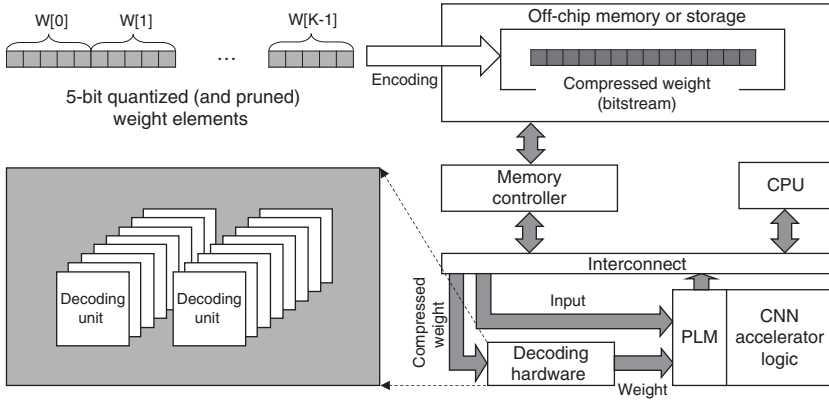 W[0]
W[1]
...
W[K-1]
5-bit quantized (and pruned)
weight elements
Encoding
Off-chip memory or storage
Compressed weight
(bitstream)
Memory
controller
CPU
Interconnect
Decoding
unit
Decoding
unit
Compressed
weight
Input
Decoding
hardware
Weight
PLM
CNN
accelerator
logic